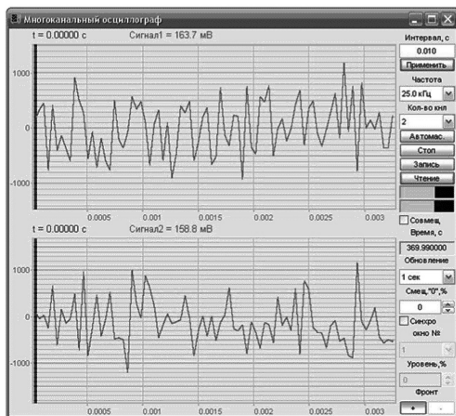 Многоканальный осциллограф
t = 0.00000 с Сигнал1 = 163.7 мВ
1000
0
-1000
0.0005 0.001 0.0015 0.002 0.0025 0.003
t = 0.00000 с Сигнал2 = 158.8 мВ
1000
0
-1000
0.0005 0.001 0.0015 0.002 0.0025 0.003
Интервал, с
0.010
Применить
Частота
25.0 кГц
Кол-во кнл
2
Автомас.
Стоп
Запись
Чтение
Совмещ.
Время, с
369.990000
Обновление
1 сек
Смещ,"0",%
0
Синхро
окно №
1
Уровень,%
0
Фронт
+ -